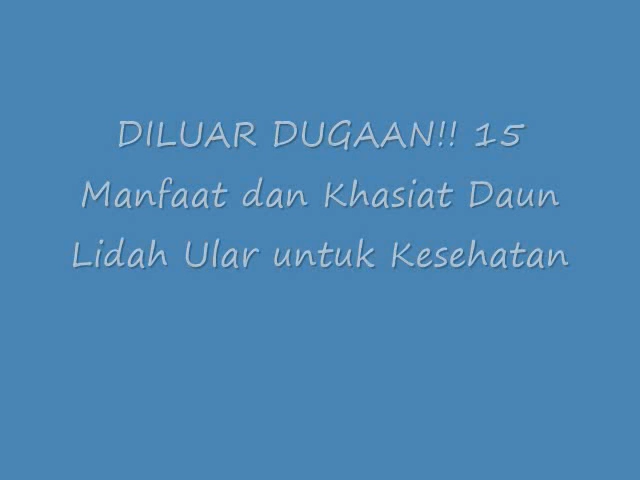 DILUAR DUGAAN!! 15
Manfaat dan Khasiat Daun
Lidah Ular untuk Kesehatan